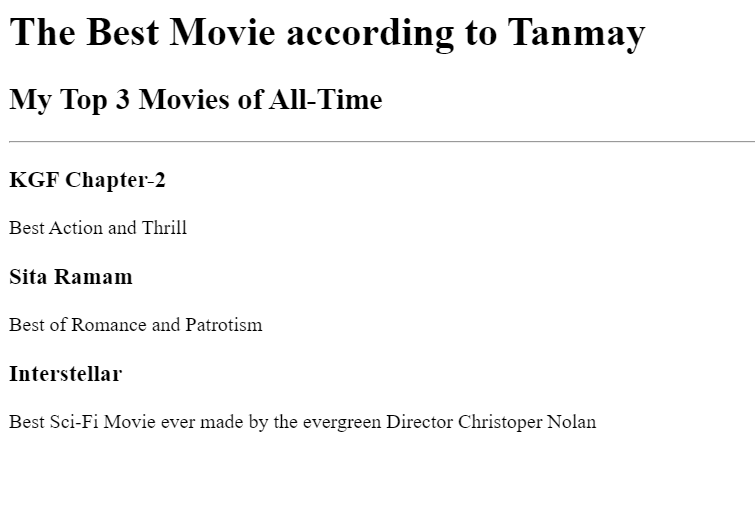 The Best Movie according to Tanmay
My Top 3 Movies of All-Time
KGF Chapter-2
Best Action and Thrill
Sita Ramam
Best of Romance and Patrotism
Interstellar
Best Sci-Fi Movie ever made by the evergreen Director Christoper Nolan